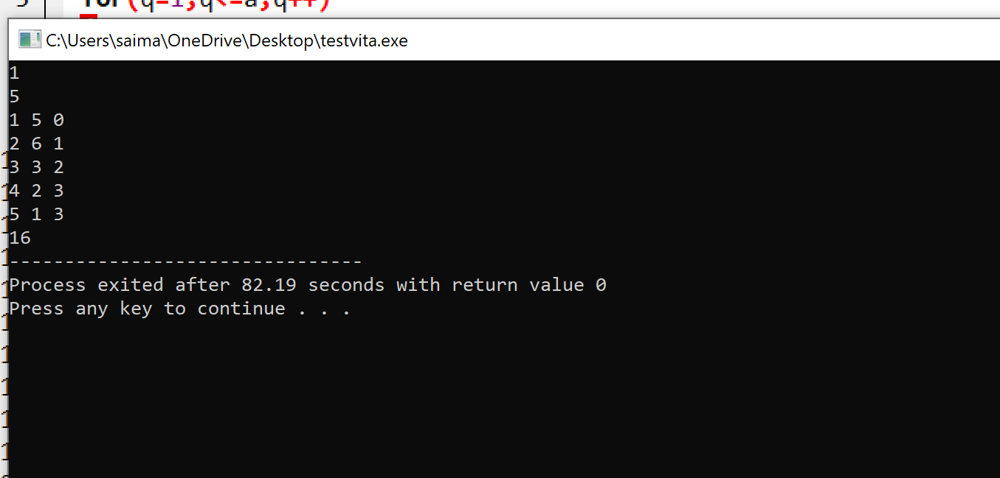 for(q=1;q<=a;q++)
C:\Users\saima\OneDrive\Desktop\testvita.exe
1
5
1 5 0
2 6 1
3 3 2
4 2 3
5 1 3
16
--------------------------------
Process exited after 82.19 seconds with return value 0
Press any key to continue . . .